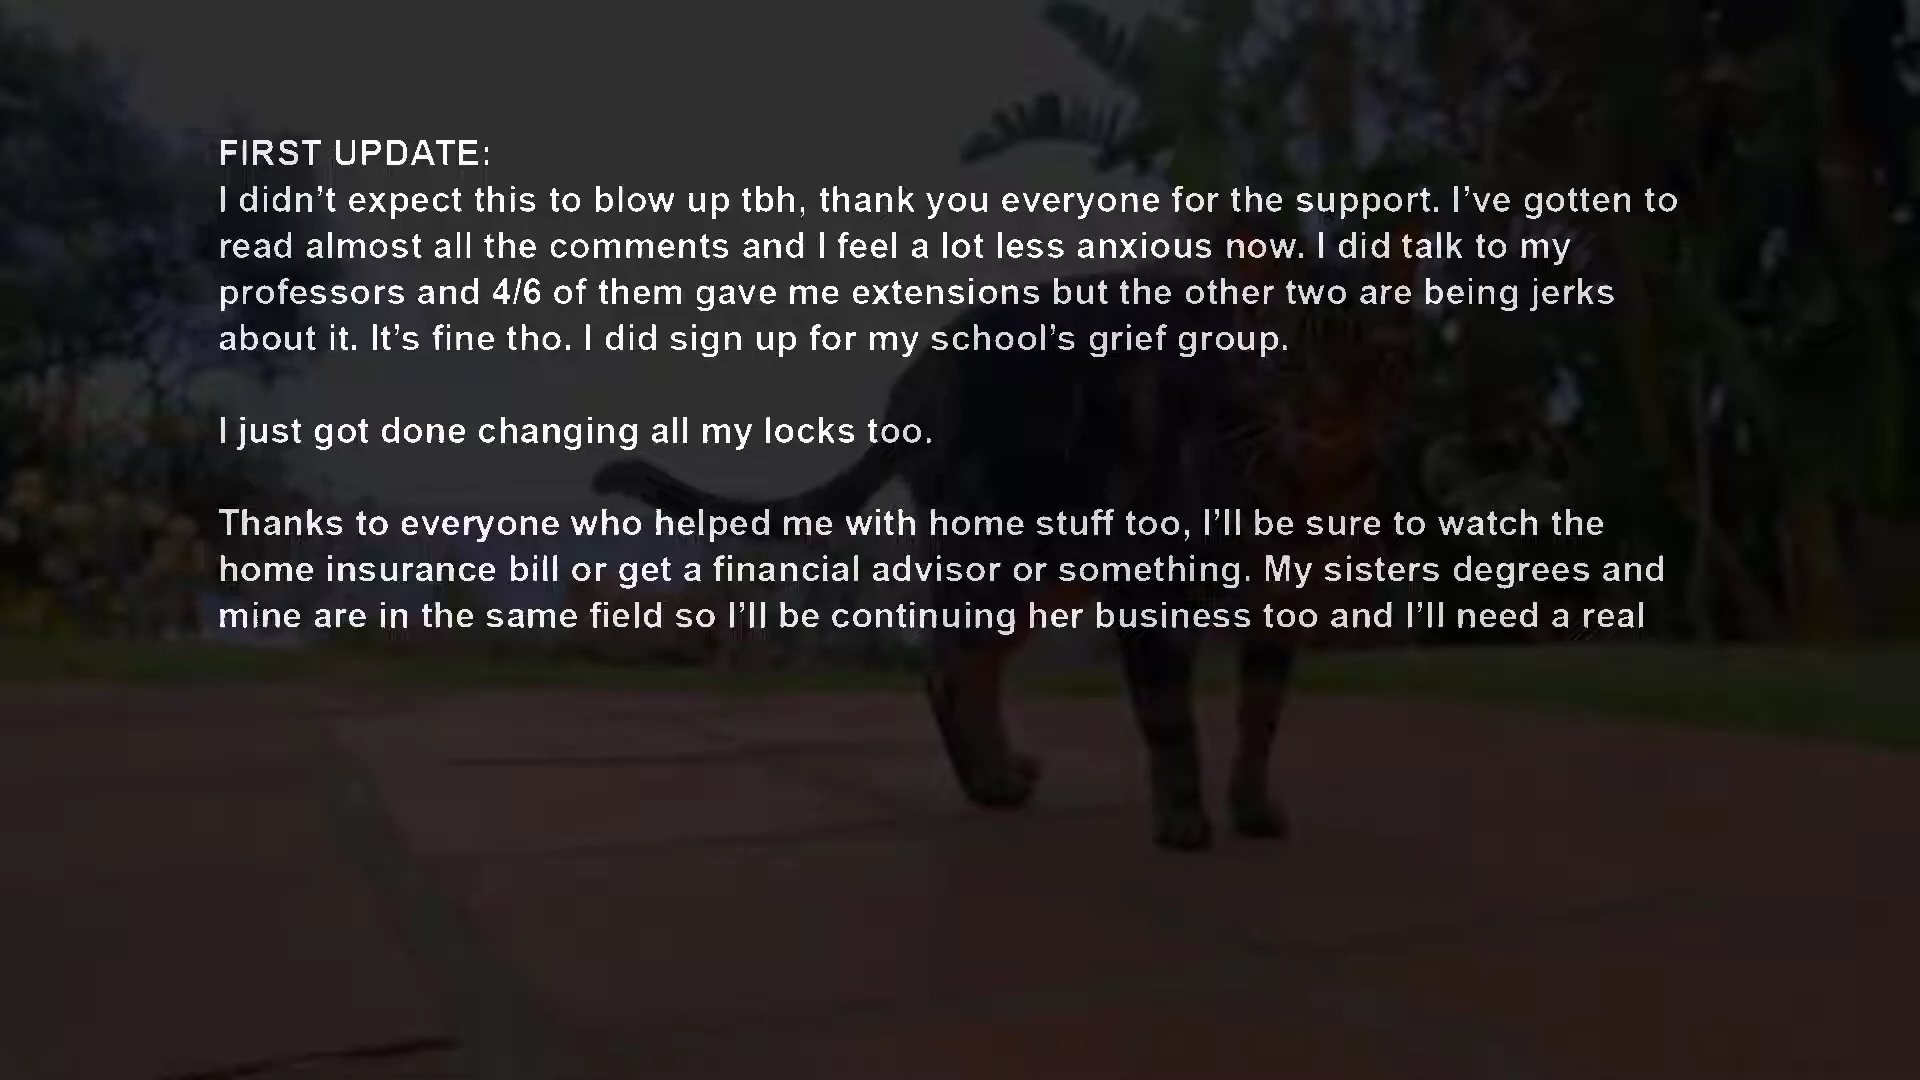 FIRST UPDATE:
I didn’t expect this to blow up tbh, thank you everyone for the support. I’ve gotten to
read almost all the comments and I feel a lot less anxious now. I did talk to my
professors and 4/6 of them gave me extensions but the other two are being jerks
about it. It’s fine tho. I did sign up for my school’s grief group.
I just got done changing all my locks too.
Thanks to everyone who helped me with home stuff too, I’ll be sure to watch the
home insurance bill or get a financial advisor or something. My sisters degrees and
mine are in the same field so I’ll be continuing her business too and I’ll need a real